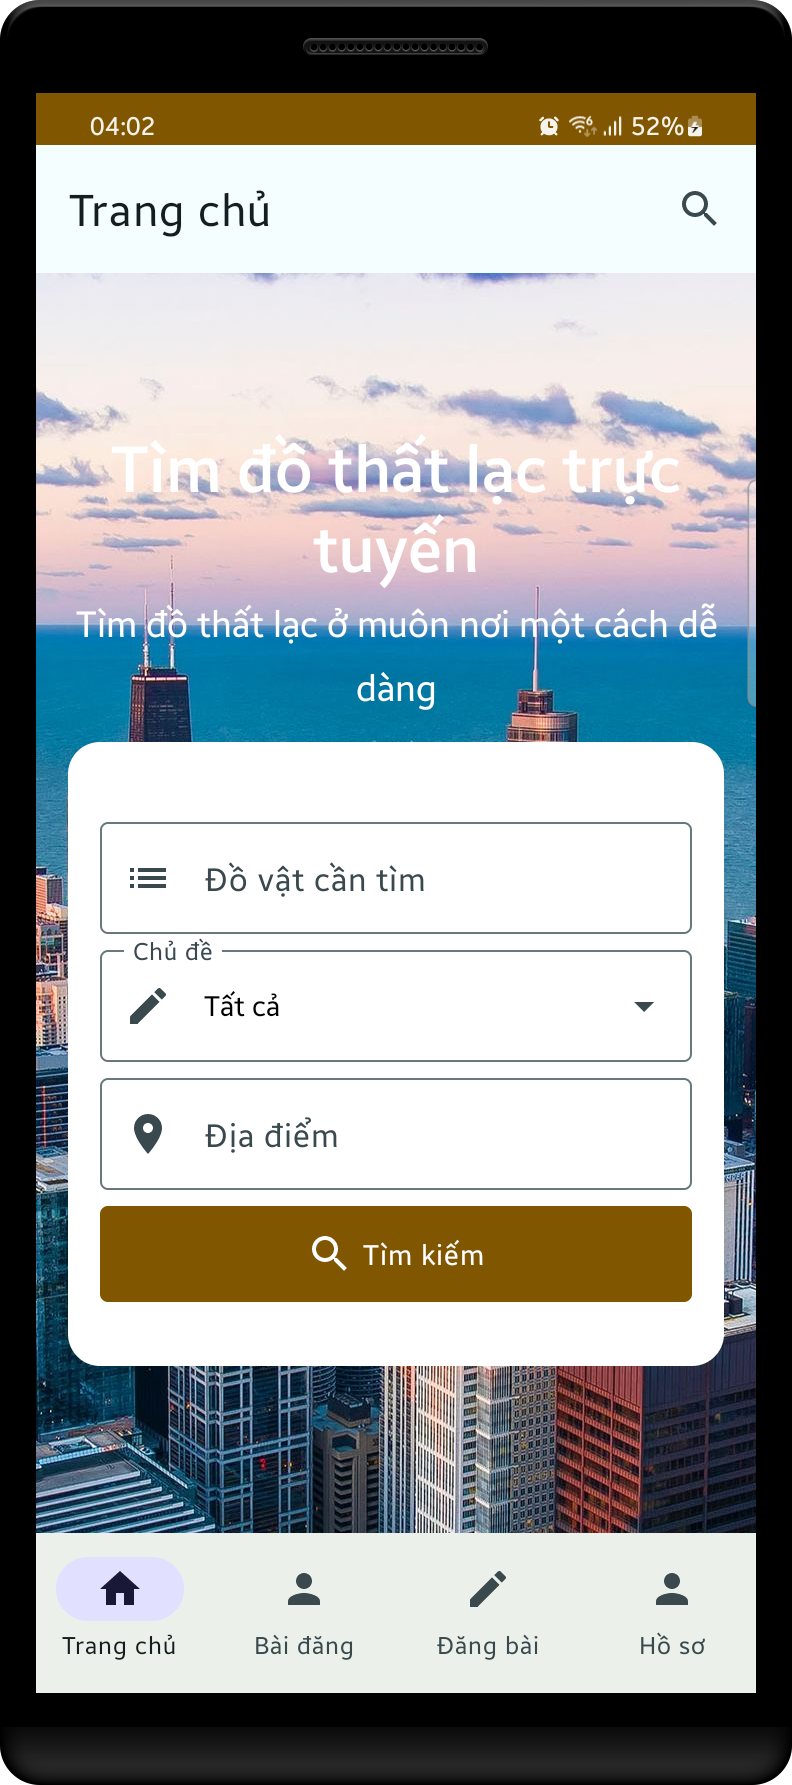 04:02
52%
Trang chủ
Tìm đồ thất lạc trực
tuyến
Tìm đồ thất lạc ở muôn nơi một cách dễ
dàng
Đồ vật cần tìm
Chủ đề
Tất cả
Địa điểm
Tìm kiếm
Trang chủ
Bài đăng
Đăng bài
Hồ sơ